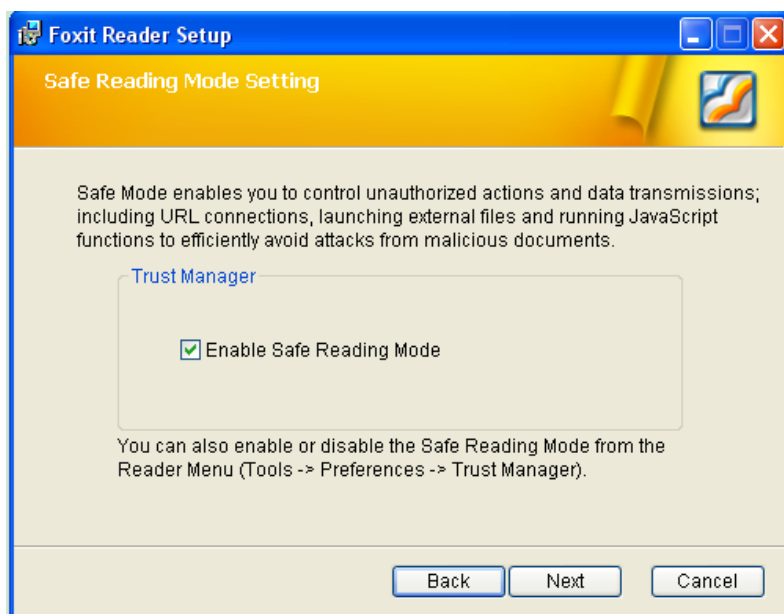 Foxit Reader Setup
Safe Reading Mode Setting
Safe Mode enables you to control unauthorized actions and data transmissions;
including URL connections, launching external files and running JavaScript
functions to efficiently avoid attacks from malicious documents.
Trust Manager
Enable Safe Reading Mode
You can also enable or disable the Safe Reading Mode from the
Reader Menu (Tools -> Preferences -> Trust Manager).
Back Next Cancel